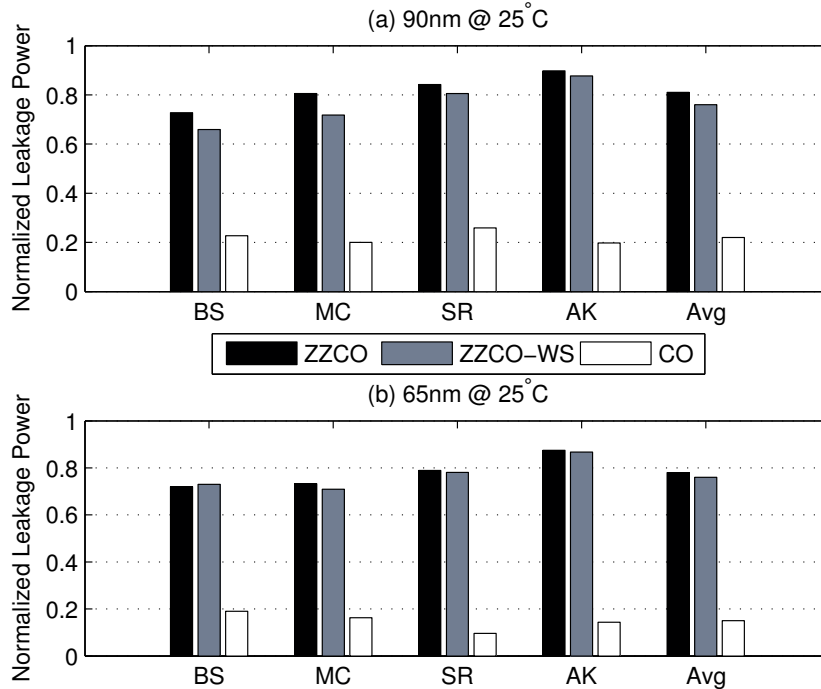 (a) 90nm @ 25°C
Normalized Leakage Power
1
0.8
0.6
0.4
0.2
0
BS MC SR AK Avg
ZZCO ZZCO-WS CO
(b) 65nm @ 25°C
Normalized Leakage Power
1
0.8
0.6
0.4
0.2
0
BS MC SR AK Avg